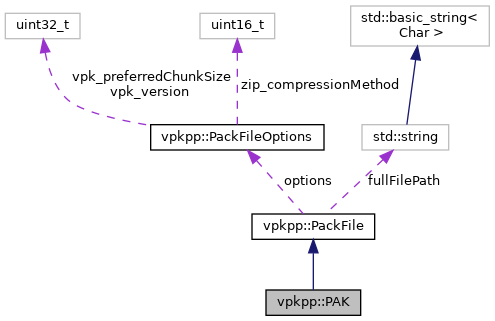 uint32_t
uint16_t
std::basic_string<
Char >
vpk_preferredChunkSize
vpk_version
zip_compressionMethod
vpkpp::PackFileOptions
std::string
options
fullFilePath
vpkpp::PackFile
vpkpp::PAK